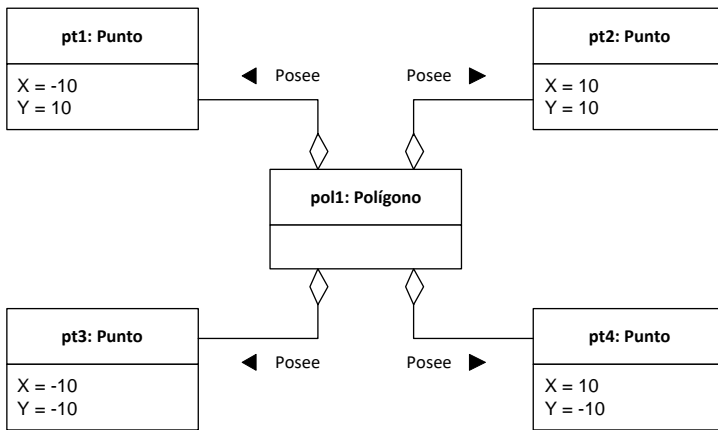 pt1: Punto
X = -10
Y = 10
◄ Posee
Posee ►
pt2: Punto
X = 10
Y = 10
pol1: Polígono
pt3: Punto
X = -10
Y = -10
◄ Posee
Posee ►
pt4: Punto
X = 10
Y = -10